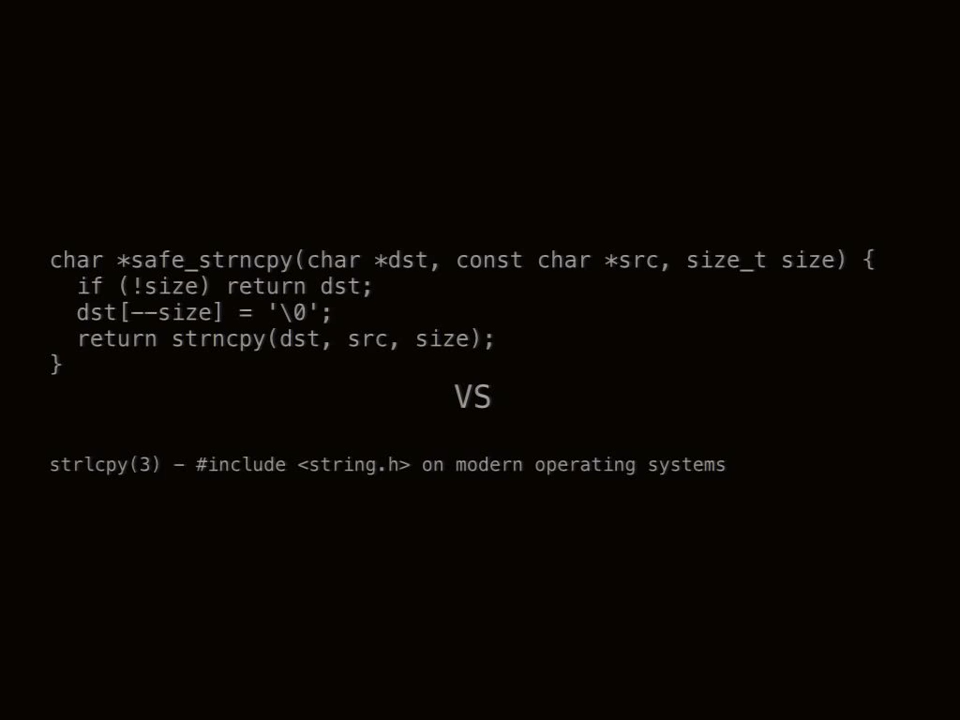 char *safe_strncpy(char *dst, const char *src, size_t size) {
  if (!size) return dst;
  dst[--size] = '\0';
  return strncpy(dst, src, size);
}
VS
strlcpy(3) - #include <string.h> on modern operating systems